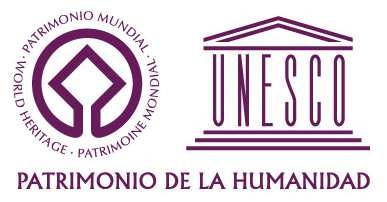 · PATRIMONIO MUNDIAL · WORLD HERITAGE · PATRIMOINE MONDIAL
UNESCO
PATRIMONIO DE LA HUMANIDAD